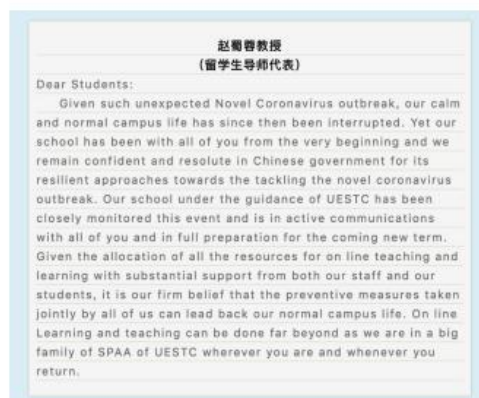 赵蜀蓉教授
(留学生导师代表)
Dear Students:
Given such unexpected Novel Coronavirus outbreak, our calm
and normal campus life has since then been interrupted. Yet our
school has been with all of you from the very beginning and we
remain confident and resolute in Chinese government for its
resilient approaches towards the tackling the novel coronavirus
outbreak. Our school under the guidance of UESTC has been
closely monitored this event and is in active communications
with all of you and in full preparation for the coming new term.
Given the allocation of all the resources for on line teaching and
learning with substantial support from both our staff and our
students, it is our firm belief that the preventive measures taken
jointly by all of us can lead back our normal campus life. On line
Learning and teaching can be done far beyond as we are in a big
family of SPAA of UESTC wherever you are and whenever you
return.